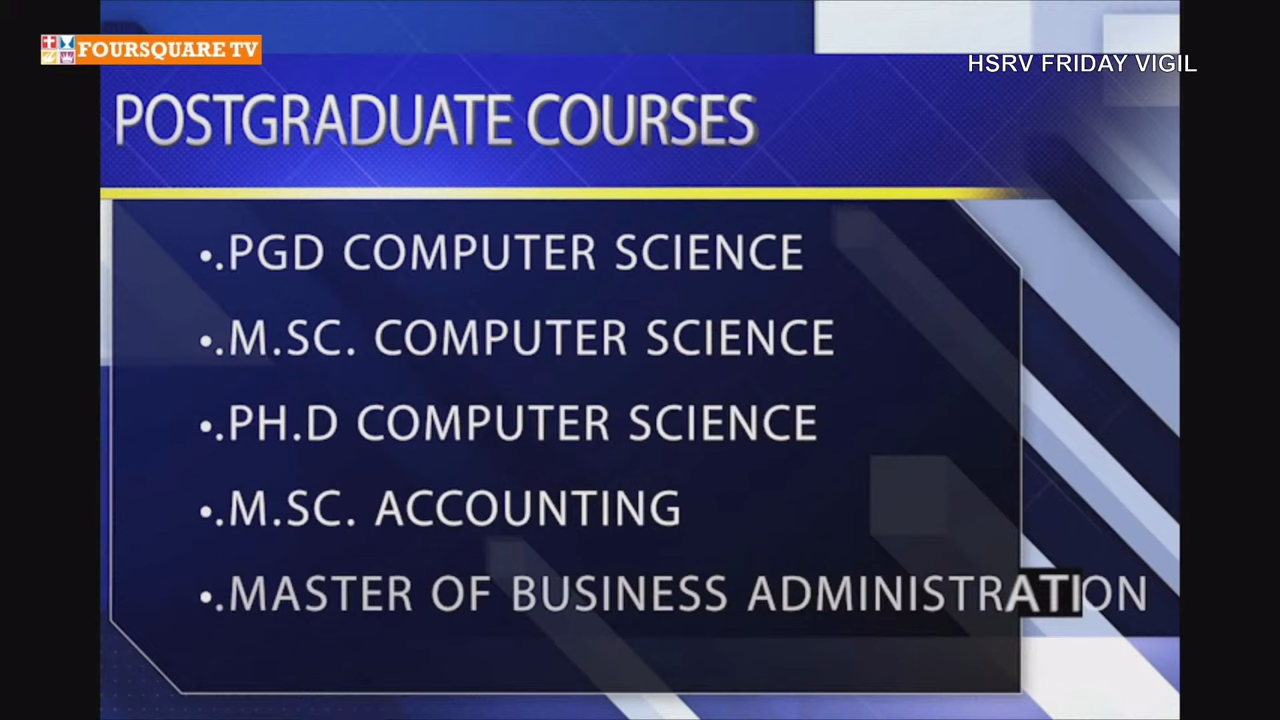 FOURSQUARE TV
HSRV FRIDAY VIGIL
POSTGRADUATE COURSES
•.PGD COMPUTER SCIENCE
•.M.SC. COMPUTER SCIENCE
•.PH.D COMPUTER SCIENCE
•.M.SC. ACCOUNTING
•.MASTER OF BUSINESS ADMINISTRATION